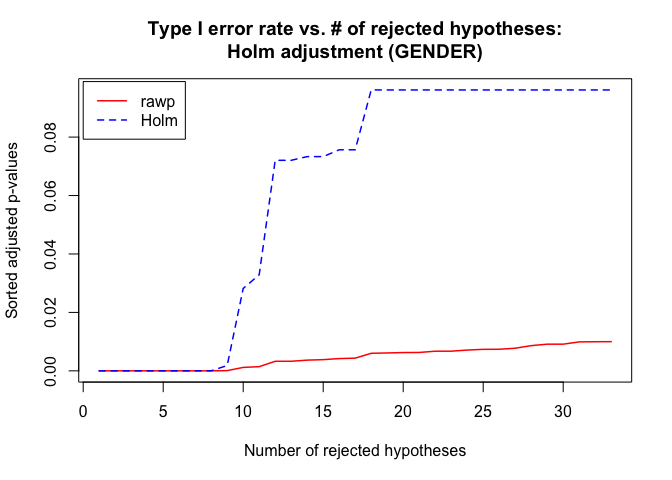 Type I error rate vs. # of rejected hypotheses:
Holm adjustment (GENDER)
rawp
Holm
Sorted adjusted p-values
0.08
0.06
0.04
0.02
0.00
0 5 10 15 20 25 30
Number of rejected hypotheses